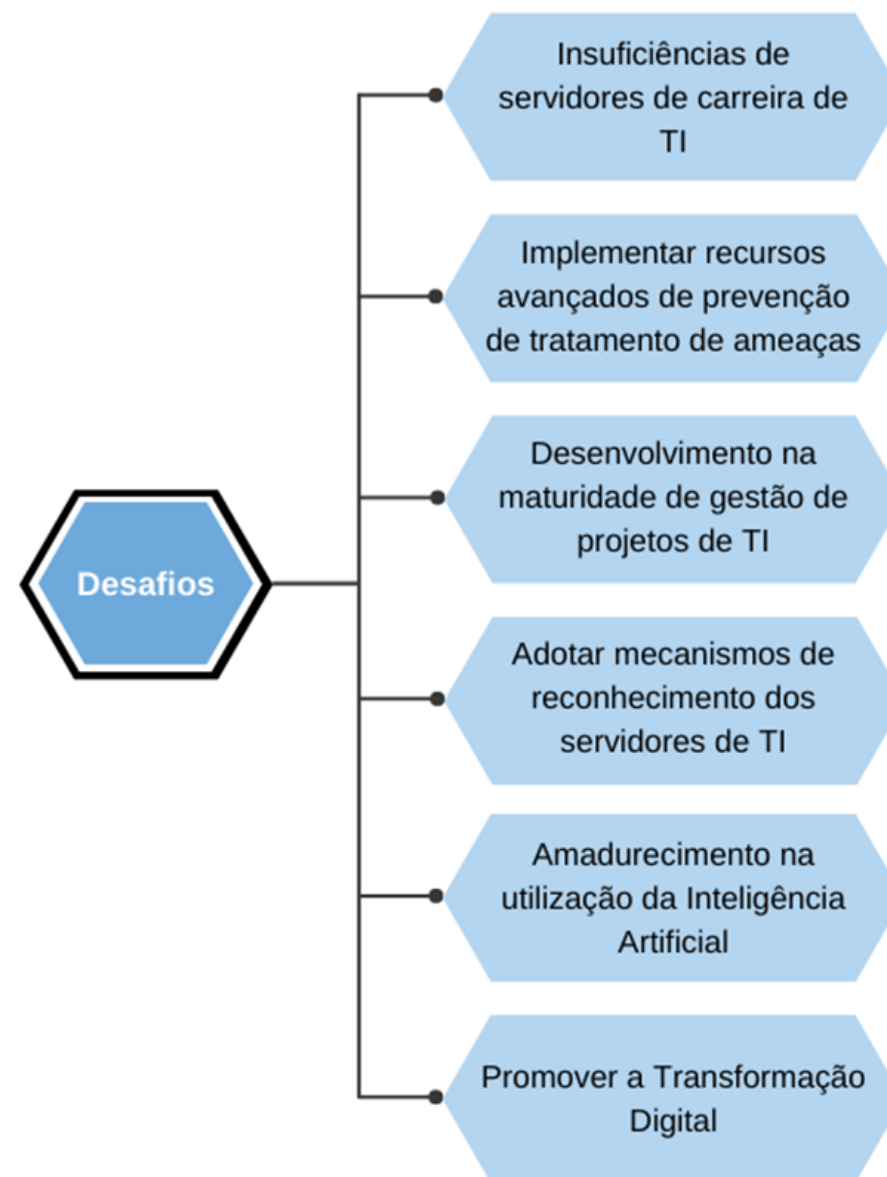 Insuficiências de
servidores de carreira de
TI
Implementar recursos
avançados de prevenção
de tratamento de ameaças
Desenvolvimento na
maturidade de gestão de
projetos de TI
Desafios
Adotar mecanismos de
reconhecimento dos
servidores de TI
Amadurecimento na
utilização da Inteligência
Artificial
Promover a Transformação
Digital